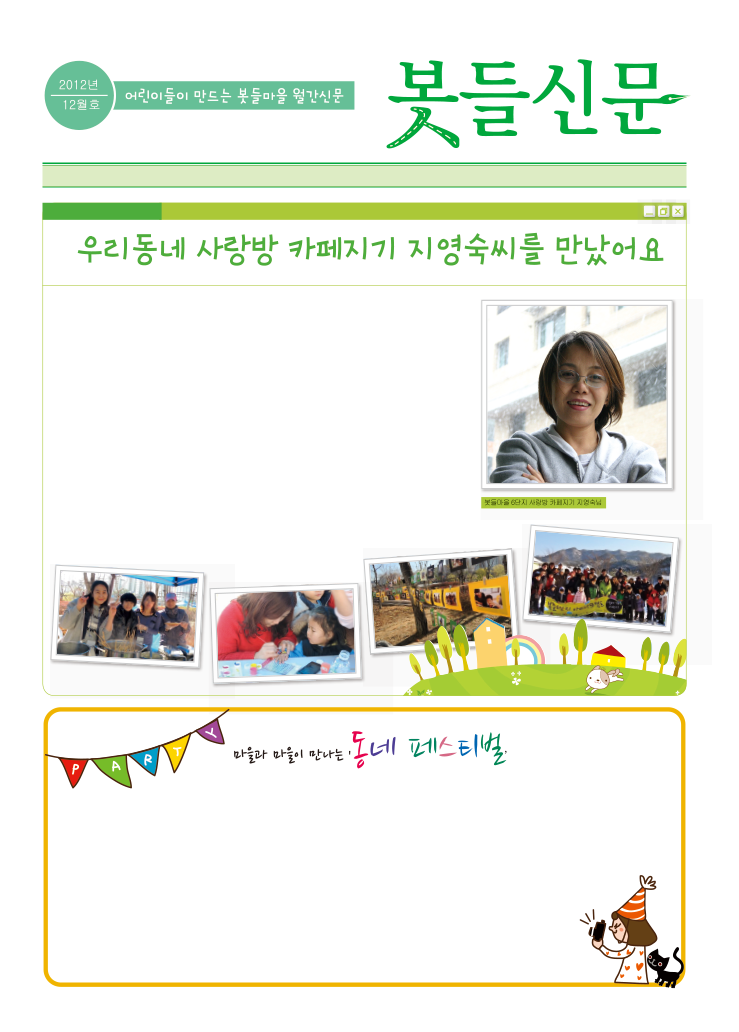 2012년
12월호
어린이들이 만드는 봇들마을 월간신문
봇들신문
우리동네 사랑방 카페지기 지영숙씨를 만났어요
봇들마을 6단지 사랑방 카페지기 지영숙님
PARTY
마을과 마을이 만나는 '동네 페스티벌'